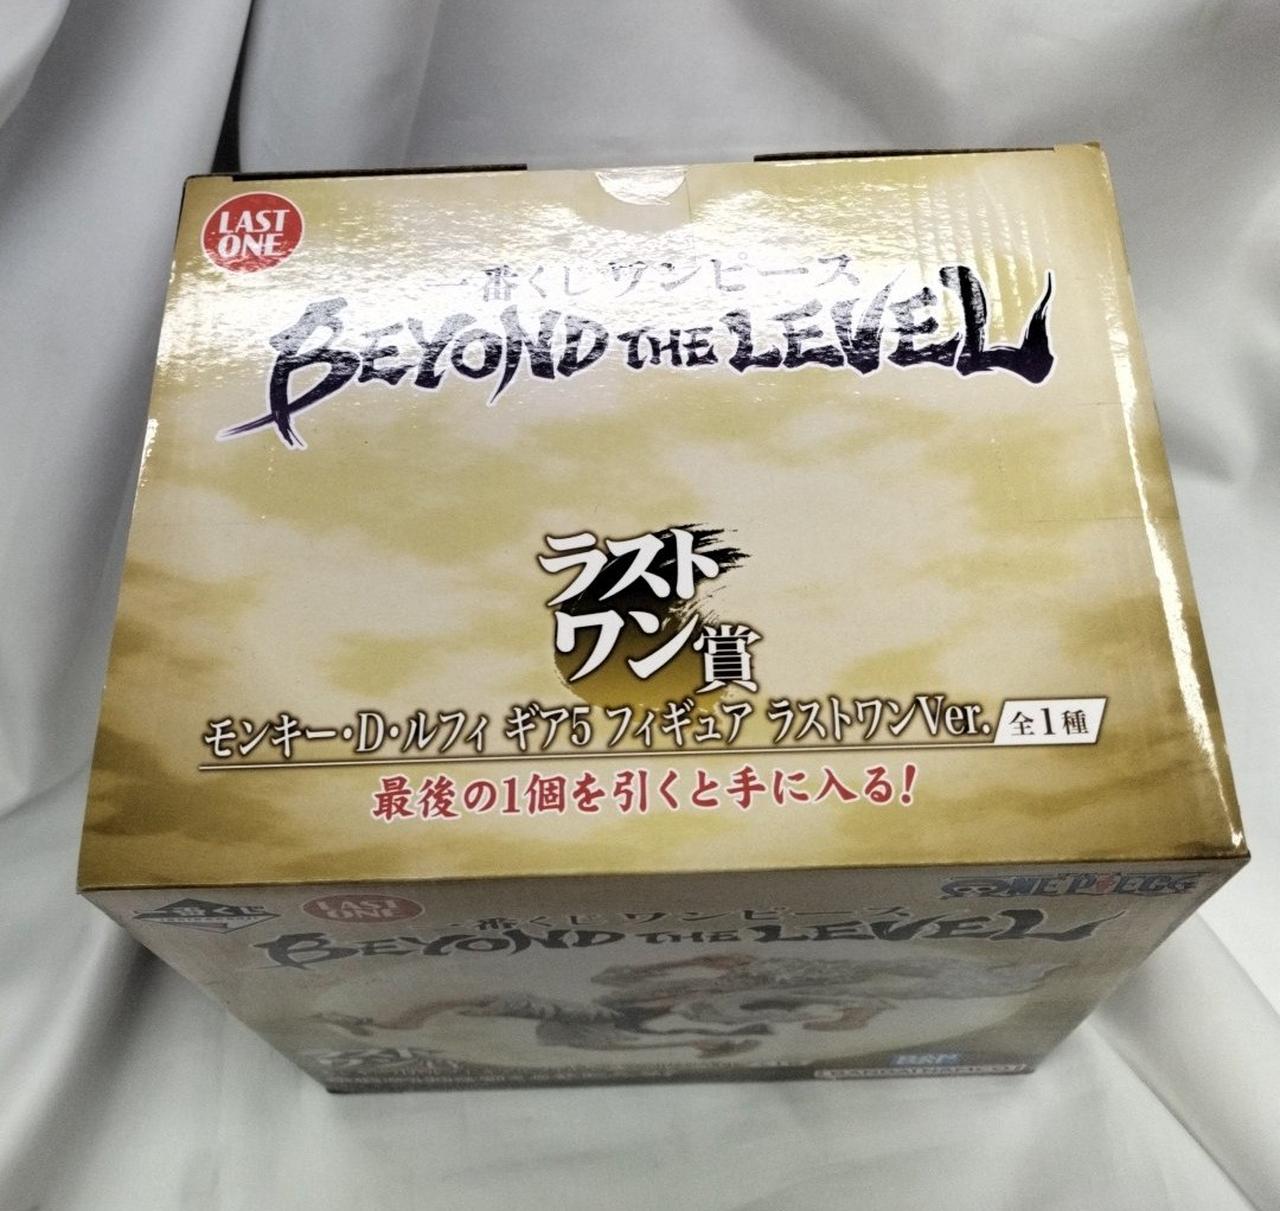 LAST
ONE
一番くじ ワンピース
BEYOND THE LEVEL
ラスト
ワン賞
モンキー・D・ルフィ ギア5 フィギュア ラストワンVer. 全1種
最後の1個を引くと手に入る!
LAST
ONE
ONE PIECE
一番くじ ワンピース
BEYOND THE LEVEL
BANDAI NAMCO